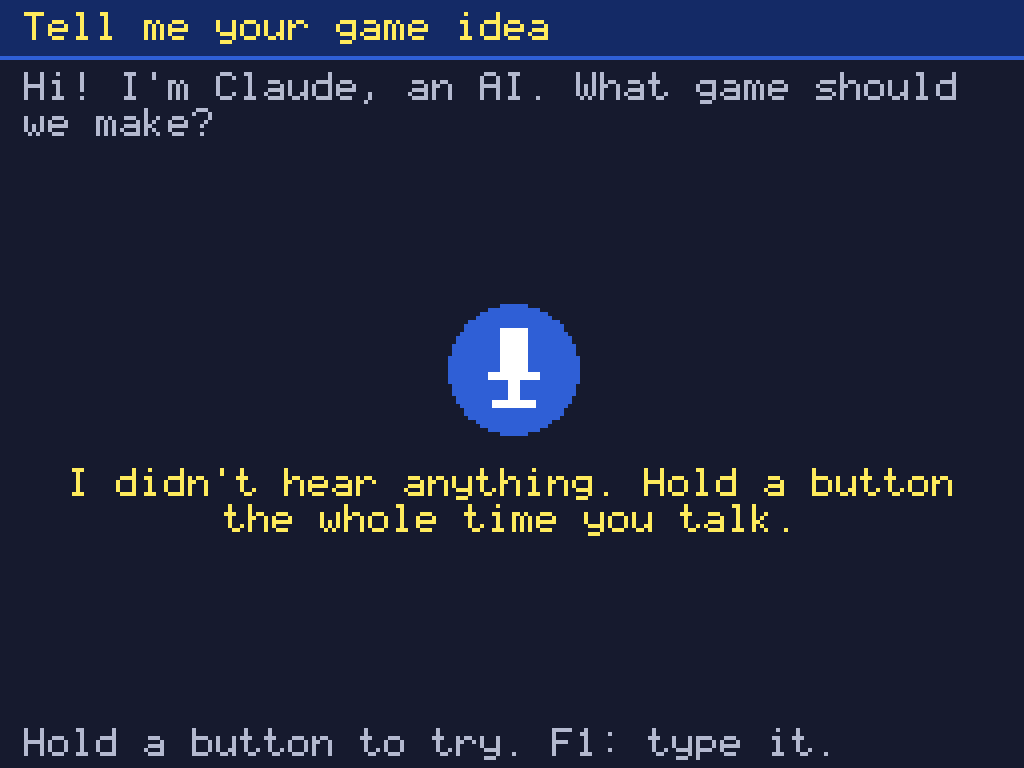 Tell me your game idea
Hi! I'm Claude, an AI. What game should
we make?
I didn't hear anything. Hold a button
the whole time you talk.
Hold a button to try. F1: type it.